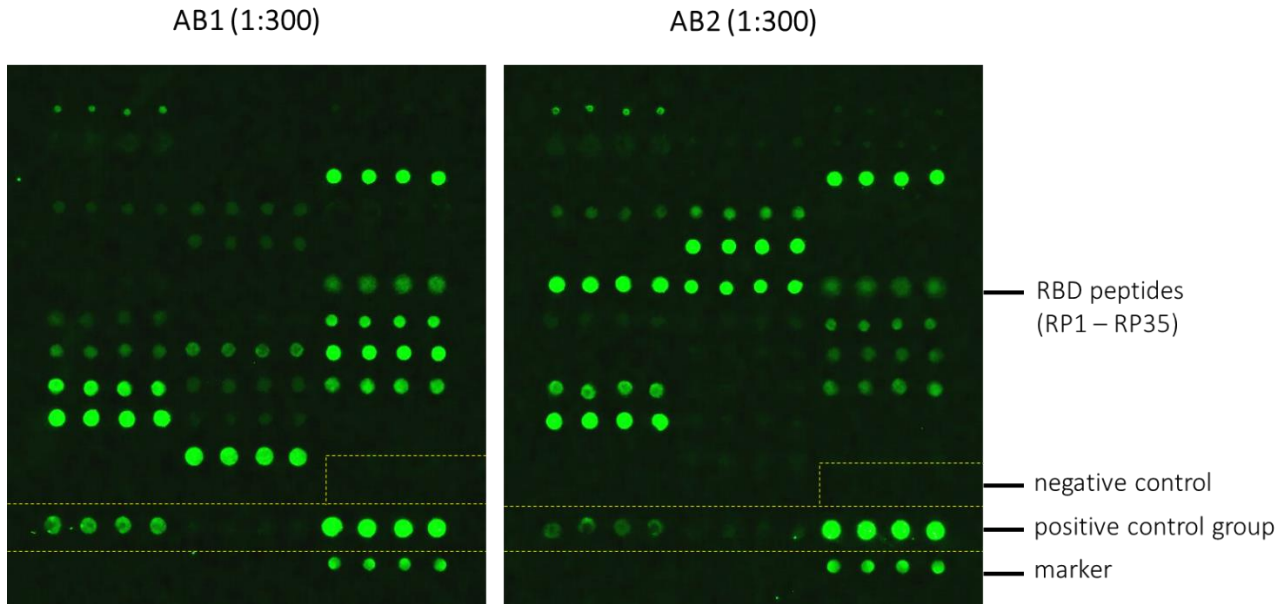 AB1 (1:300)
AB2 (1:300)
RBD peptides
(RP1 – RP35)
negative control
positive control group
marker